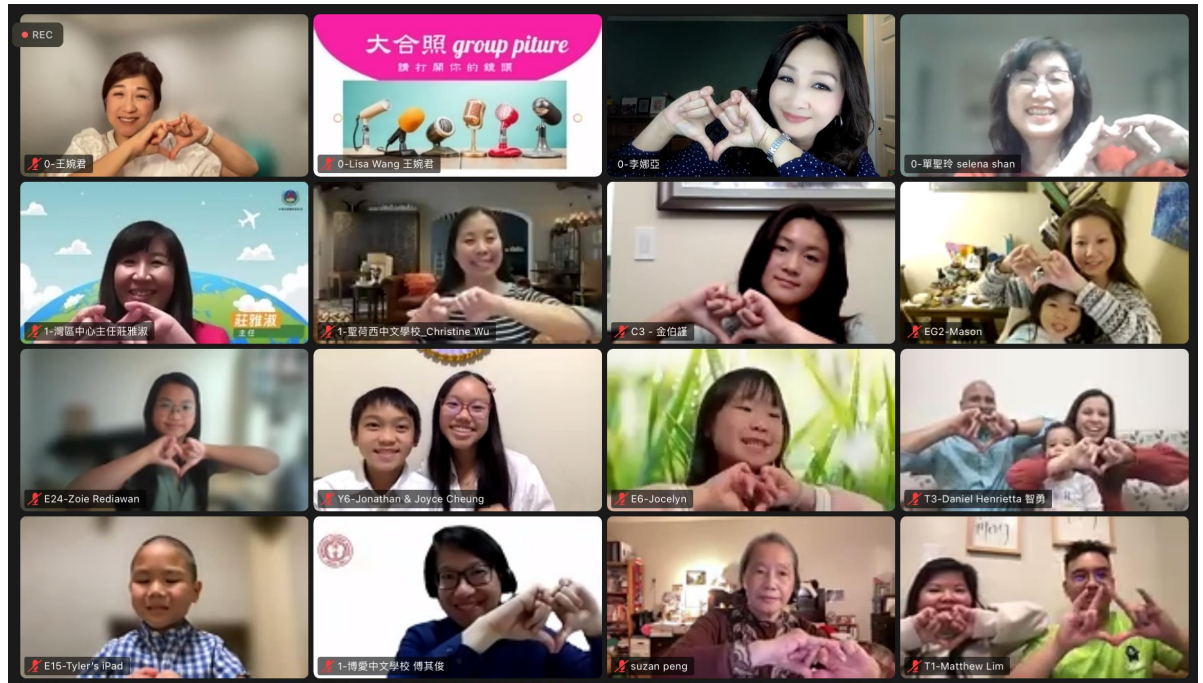 REC
大合照 group piture
請打開你的鏡頭
0-王婉君
0-Lisa Wang 王婉君
0-李娜亞
0-單聖玲 selena shan
莊雅淑
主任
1-灣區中心主任莊雅淑
1-聖荷西中文學校_Christine Wu
C3 - 金伯謹
EG2-Mason
E24-Zoie Rediawan
Y6-Jonathan & Joyce Cheung
E6-Jocelyn
T3-Daniel Henrietta 智勇
E15-Tyler's iPad
1-博愛中文學校 傅其俊
suzan peng
T1-Matthew Lim